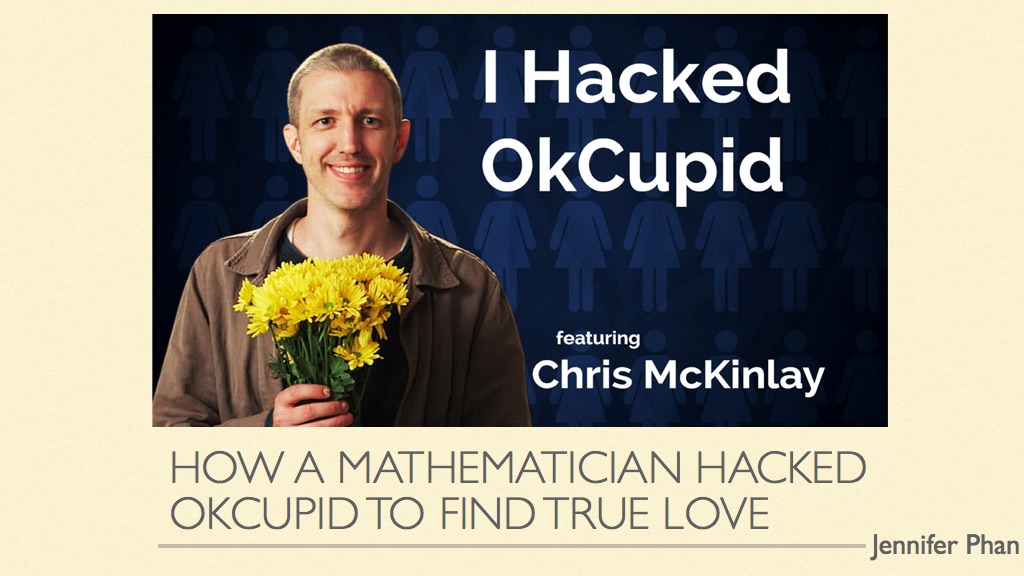 I Hacked
OkCupid
featuring
Chris McKinlay
HOW A MATHEMATICIAN HACKED
OKCUPID TO FIND TRUE LOVE
Jennifer Phan